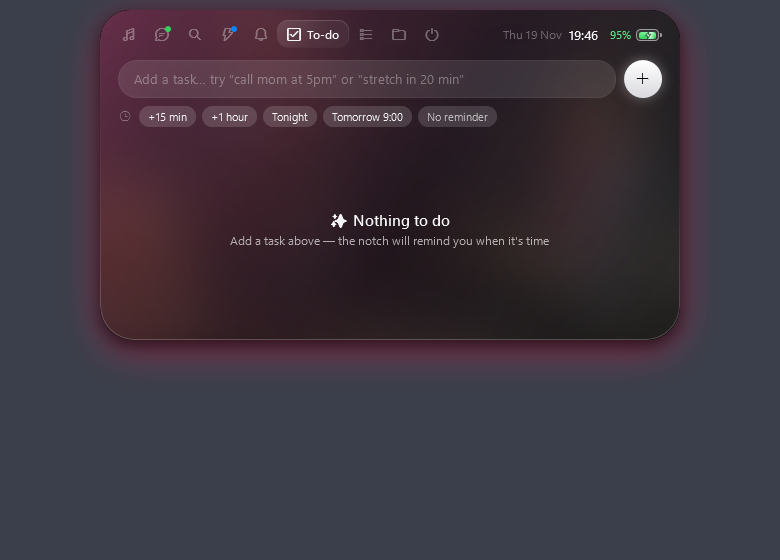 To-do Thu 19 Nov 19:46 95%
Add a task... try "call mom at 5pm" or "stretch in 20 min"
+15 min +1 hour Tonight Tomorrow 9:00 No reminder
Nothing to do
Add a task above — the notch will remind you when it's time